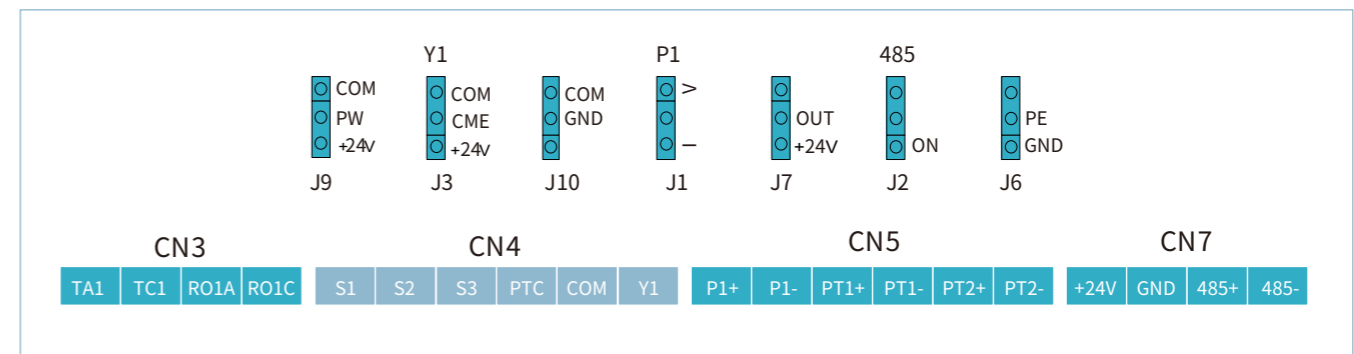 Y1 P1 485
COM COM COM >
PW CME GND OUT PE
+24V +24V – +24V ON GND
J9 J3 J10 J1 J7 J2 J6
CN3 CN4 CN5 CN7
TA1 TC1 RO1A RO1C S1 S2 S3 PTC COM Y1 P1+ P1- PT1+ PT1- PT2+ PT2- +24V GND 485+ 485-